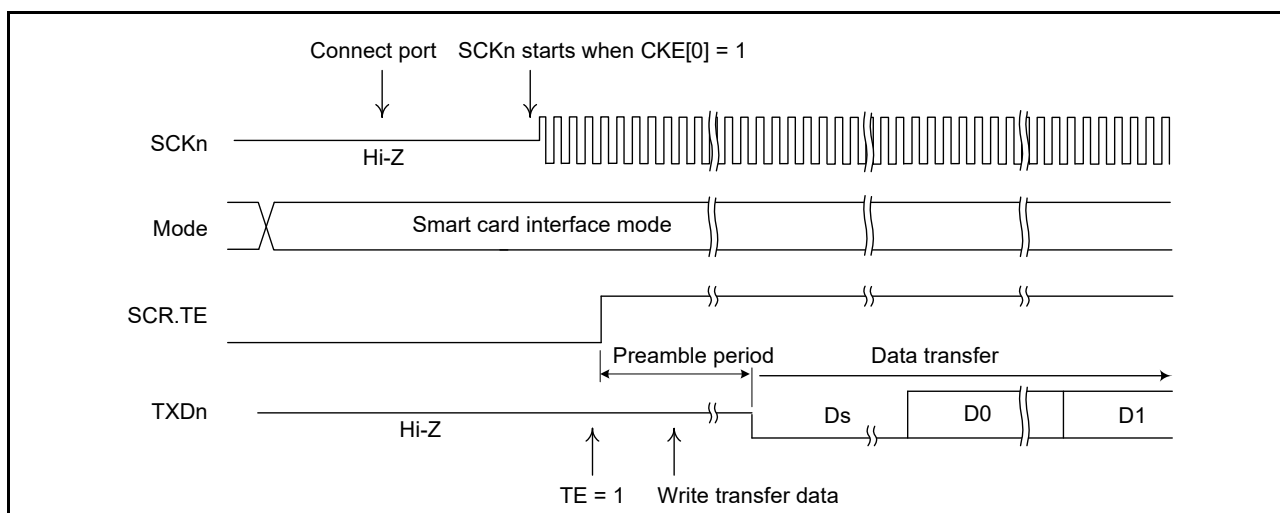 Connect port SCKn starts when CKE[0] = 1
SCKn
Hi-Z
Mode Smart card interface mode
SCR.TE
Preamble period Data transfer
TXDn
Hi-Z
Ds D0 D1
TE = 1 Write transfer data